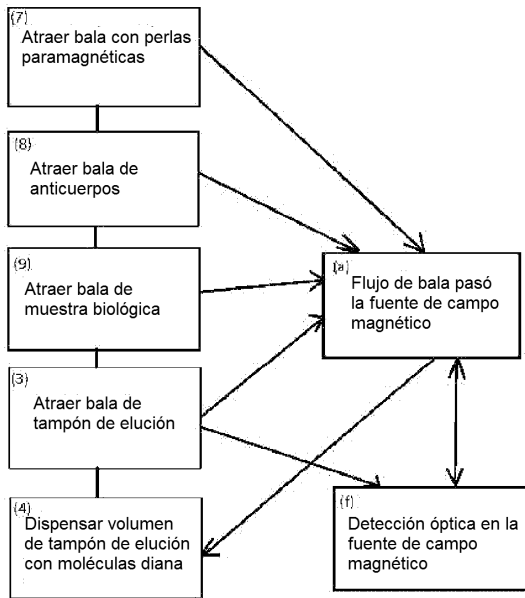 (7)
Atraer bala con perlas
paramagnéticas
(8)
Atraer bala de
anticuerpos
(9)
Atraer bala de
muestra biológica
(3)
Atraer bala de
tampón de elución
(4)
Dispensar volumen
de tampón de elución
con moléculas diana
(a)
Flujo de bala pasó
la fuente de campo
magnético
(f)
Detección óptica en la
fuente de campo
magnético